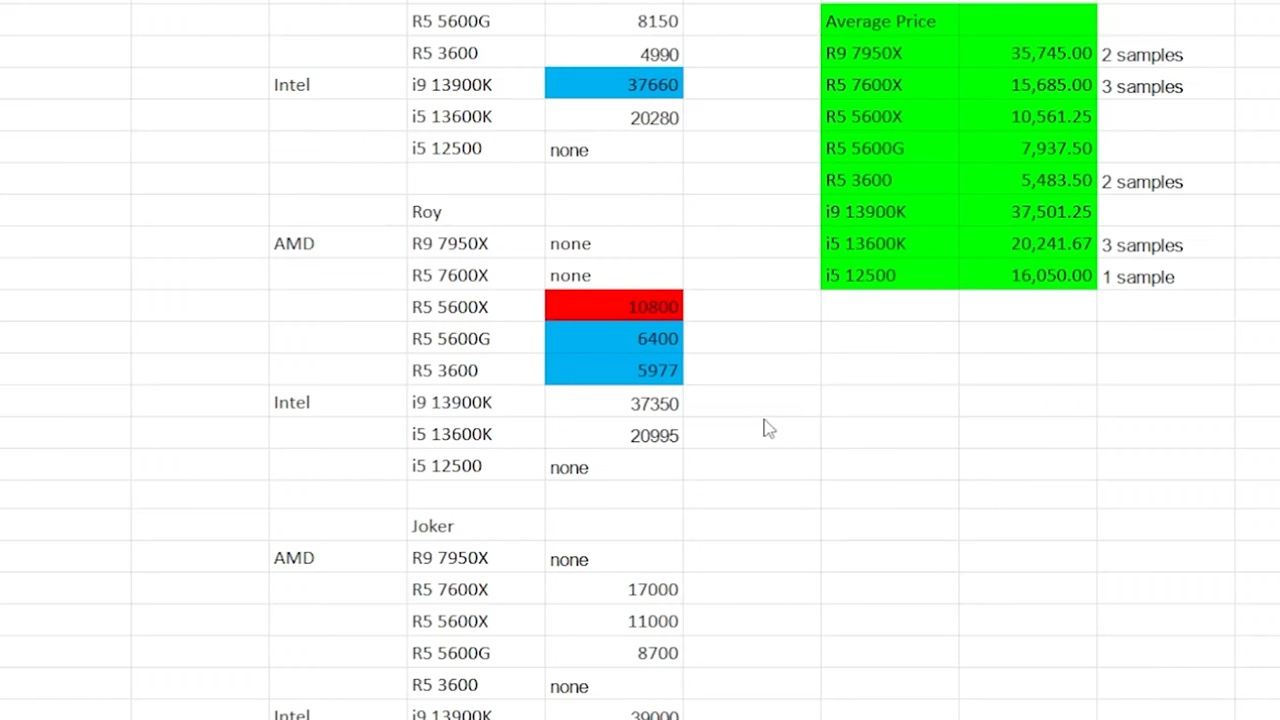 R5 5600G 8150 Average Price
R5 3600 4990 R9 7950X 35,745.00 2 samples
Intel i9 13900K 37660 R5 7600X 15,685.00 3 samples
i5 13600K 20280 R5 5600X 10,561.25
i5 12500 none R5 5600G 7,937.50
R5 3600 5,483.50 2 samples
Roy i9 13900K 37,501.25
AMD R9 7950X none i5 13600K 20,241.67 3 samples
R5 7600X none i5 12500 16,050.00 1 sample
R5 5600X 10800
R5 5600G 6400
R5 3600 5977
Intel i9 13900K 37350
i5 13600K 20995
i5 12500 none
Joker
AMD R9 7950X none
R5 7600X 17000
R5 5600X 11000
R5 5600G 8700
R5 3600 none
Intel i9 13900K 39000